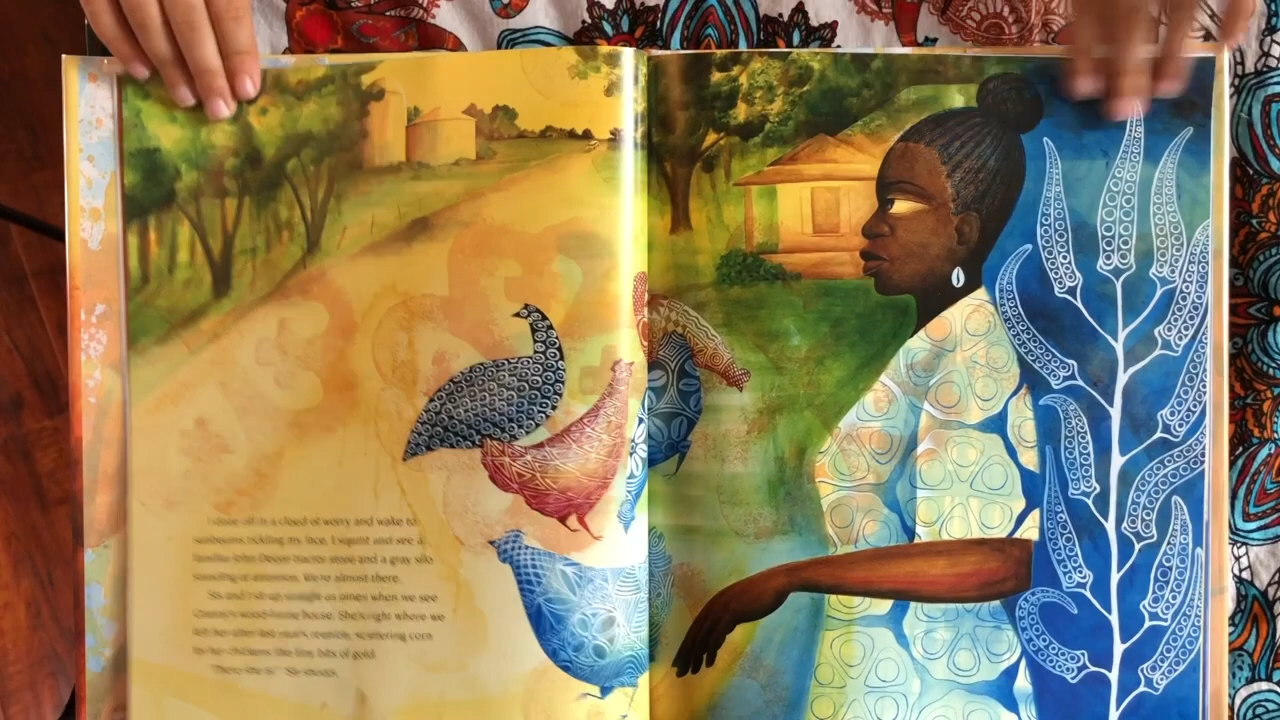 I doze off in a cloud of worry and wake to
sunbeams tickling my face. I squint and see a
familiar John Deere tractor store and a gray silo
standing at attention. We're almost there.
Sis and I sit up straight as pines when we see
Granny's wood-frame house. She's right where we
left her after last year's reunion, scattering corn
for her chickens like tiny bits of gold.
"There she is!" Sis shouts.